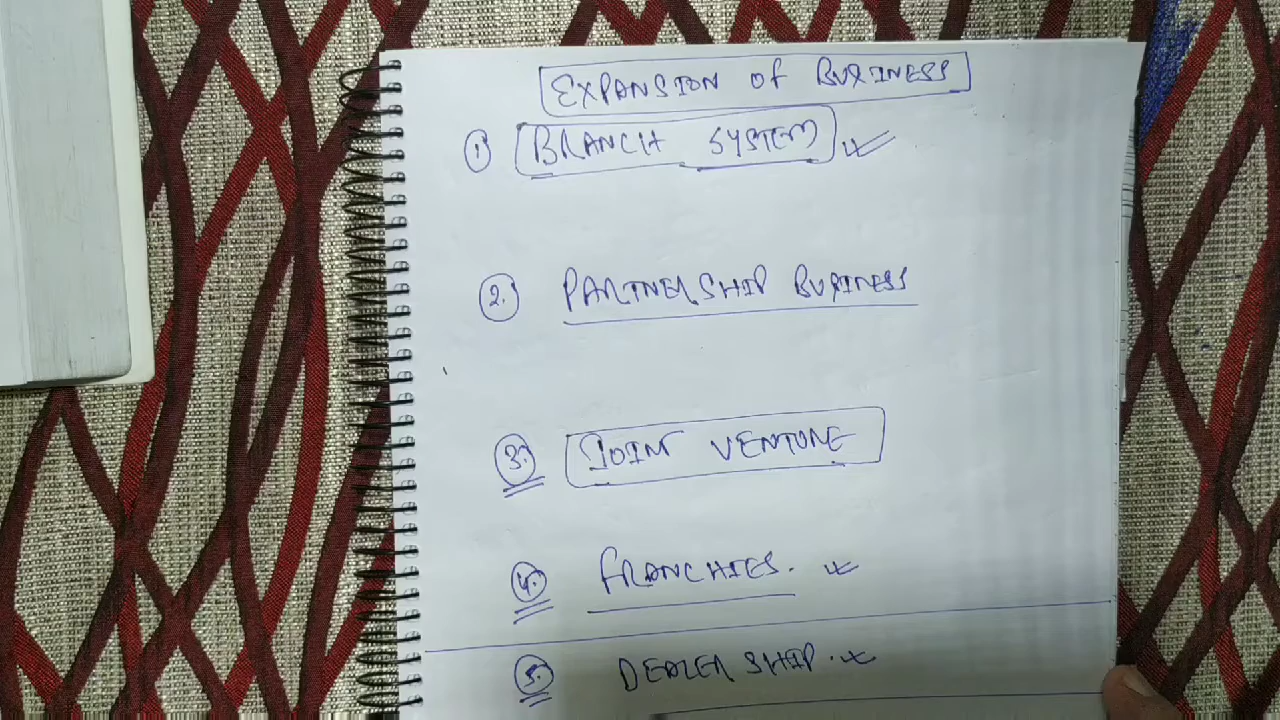 EXPANSION OF BUSINESS
1) BRANCH SYSTEM
2. PARTNERSHIP BUSINESS
3. JOINT VENTURE
4. FRANCHIES.
5. DEALERSHIP.